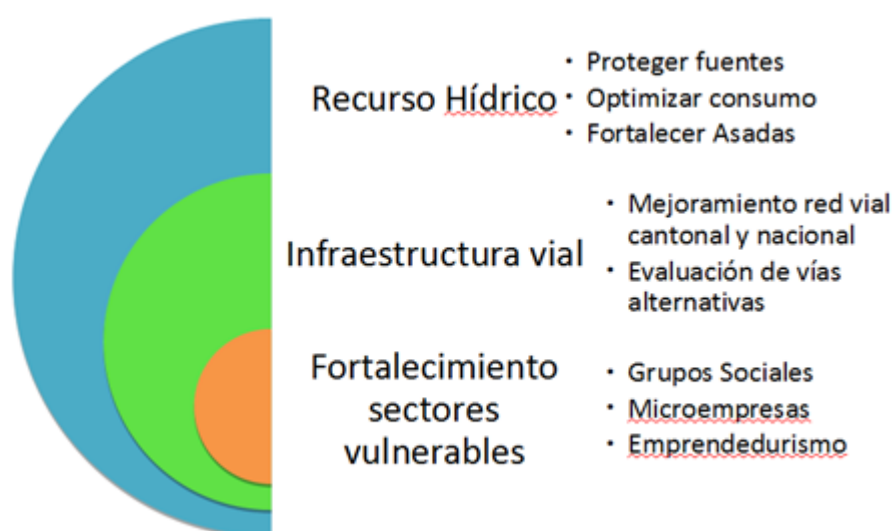 Recurso Hídrico
• Proteger fuentes
• Optimizar consumo
• Fortalecer Asadas
Infraestructura vial
• Mejoramiento red vial
cantonal y nacional
• Evaluación de vías
alternativas
Fortalecimiento
sectores
vulnerables
• Grupos Sociales
• Microempresas
• Emprendedurismo